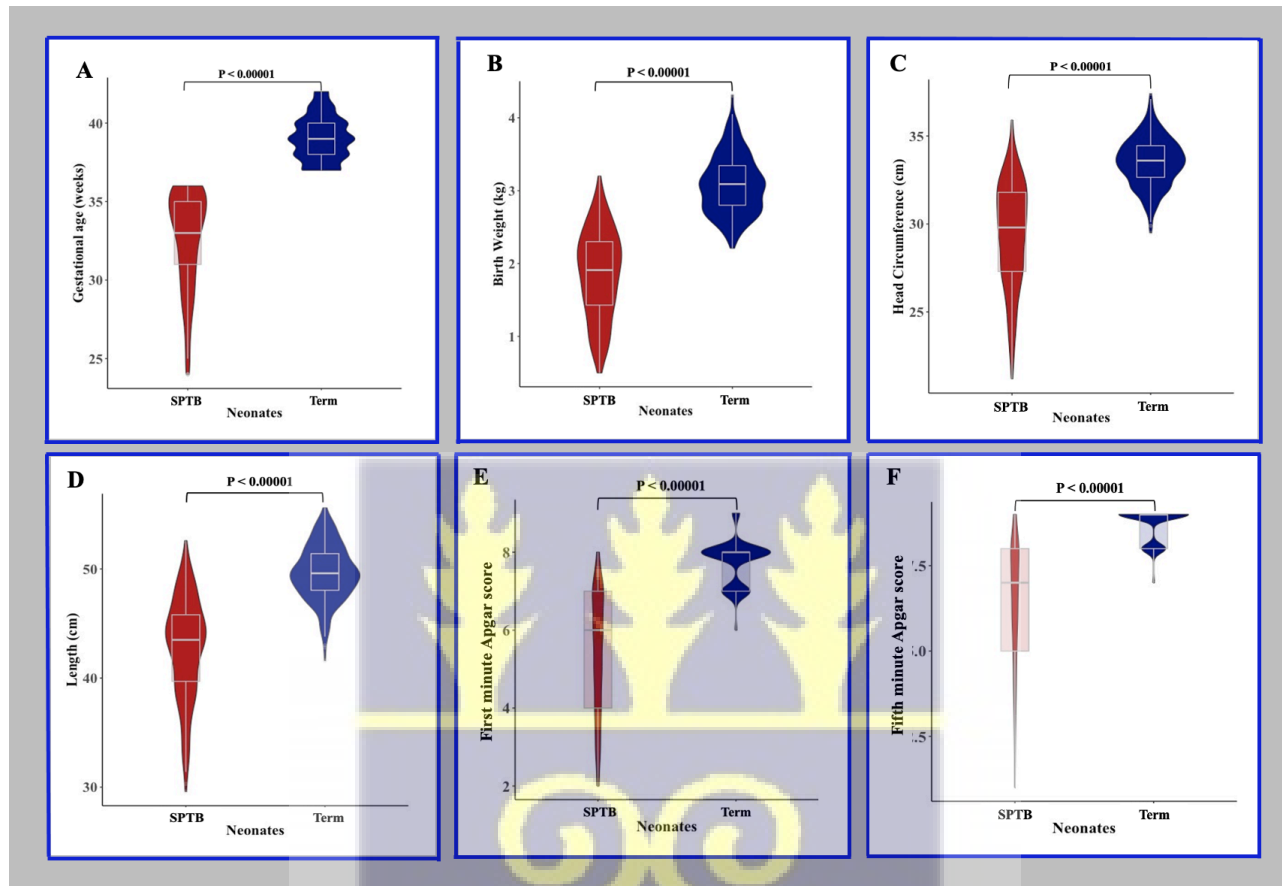 A
P < 0.00001
Gestational age (weeks)
40
35
30
25
SPTB
Term
Neonates
B
P < 0.00001
Birth Weight (kg)
4
3
2
1
SPTB
Term
Neonates
C
P < 0.00001
Head Circumference (cm)
35
30
25
SPTB
Term
Neonates
D
P < 0.00001
Length (cm)
50
40
30
SPTB
Term
Neonates
E
P < 0.00001
First minute Apgar score
8
6
4
2
SPTB
Term
Neonates
F
P < 0.00001
Fifth minute Apgar score
SPTB
Term
Neonates